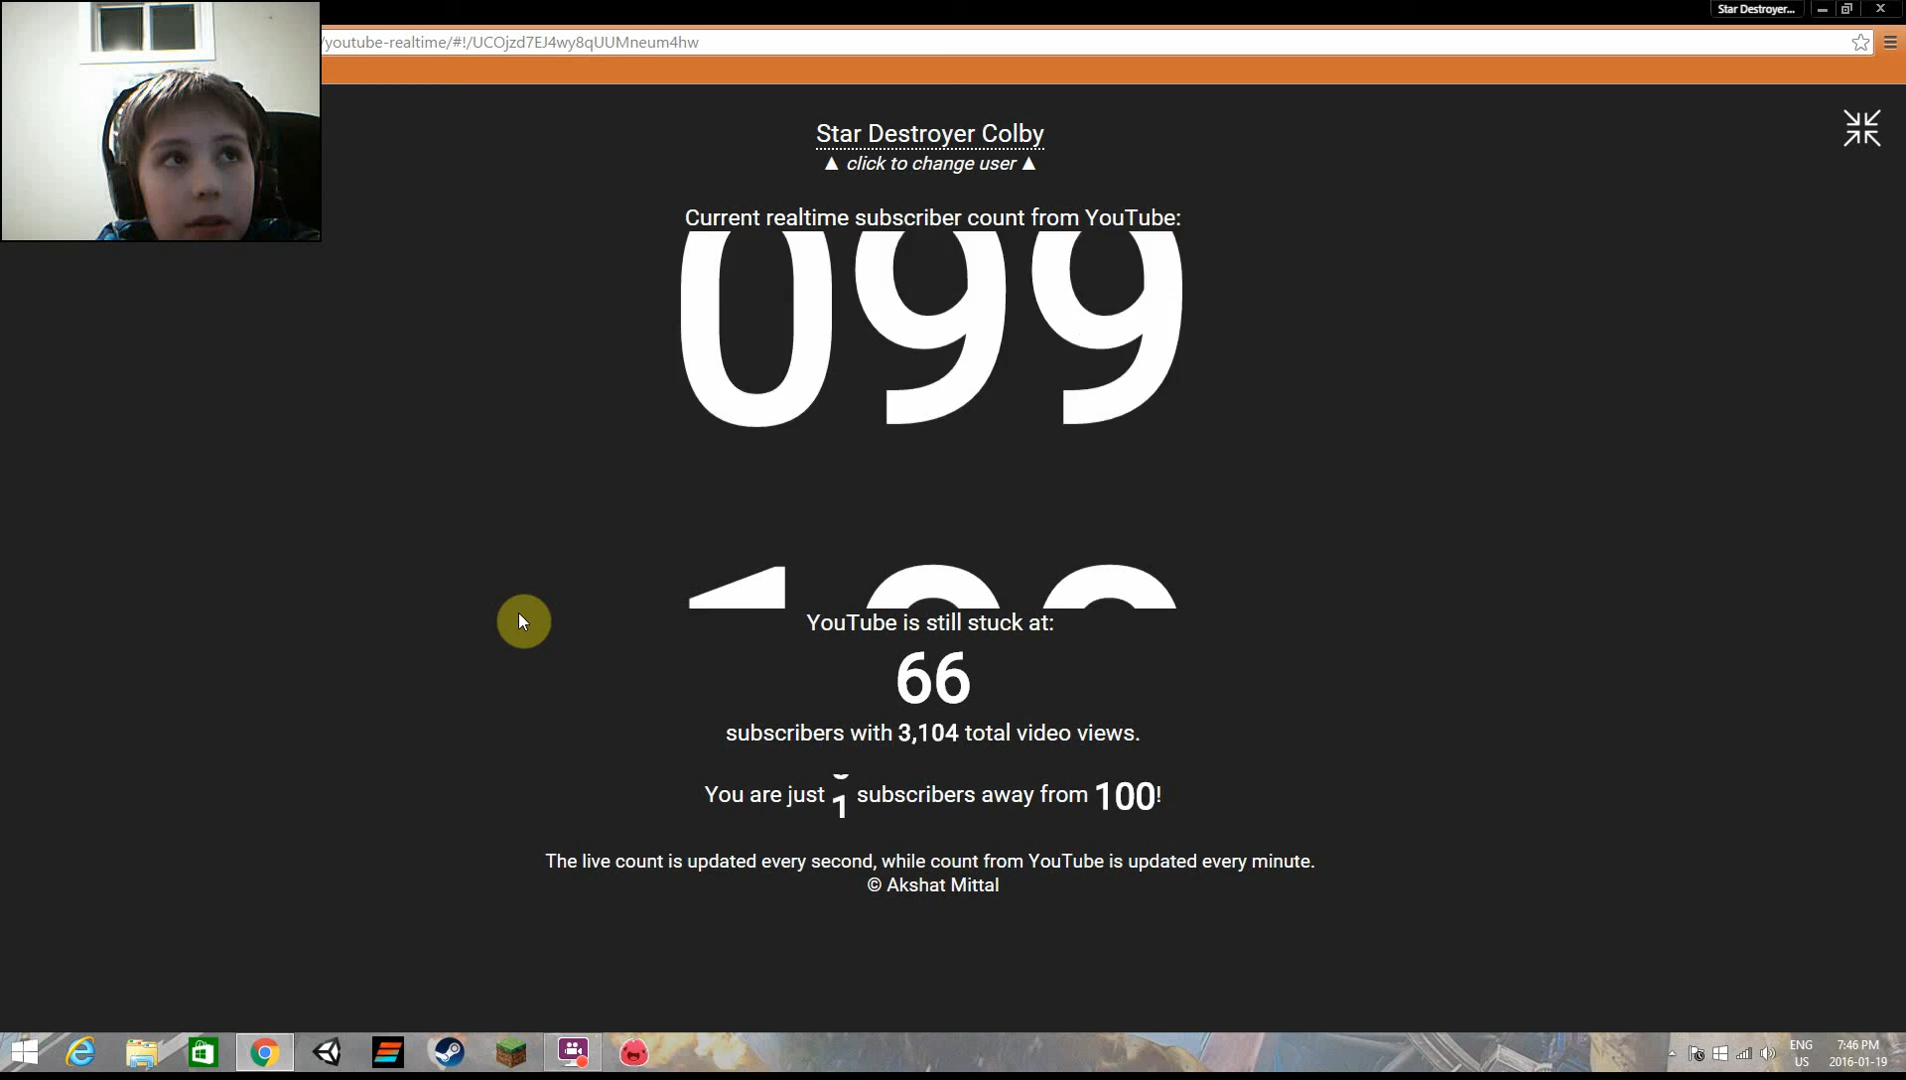 Star Destroyer...
/youtube-realtime/#!/UCOjzd7EJ4wy8qUUMneum4hw
Star Destroyer Colby
▲ click to change user ▲
Current realtime subscriber count from YouTube:
099
YouTube is still stuck at:
66
subscribers with 3,104 total video views.
You are just 1 subscribers away from 100!
The live count is updated every second, while count from YouTube is updated every minute.
© Akshat Mittal
ENG 7:46 PM
US 2016-01-19